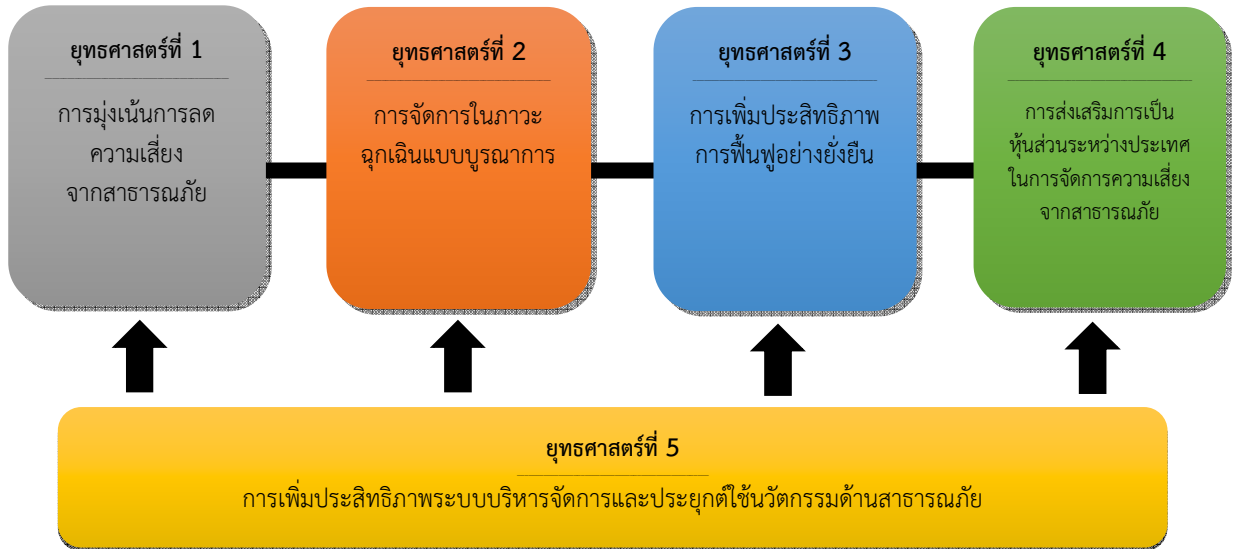 ยุทธศาสตร์ที่ 1
การมุ่งเน้นการลด
ความเสี่ยง
จากสาธารณภัย
ยุทธศาสตร์ที่ 2
การจัดการในภาวะ
ฉุกเฉินแบบบูรณาการ
ยุทธศาสตร์ที่ 3
การเพิ่มประสิทธิภาพ
การฟื้นฟูอย่างยั่งยืน
ยุทธศาสตร์ที่ 4
การส่งเสริมการเป็น
หุ้นส่วนระหว่างประเทศ
ในการจัดการความเสี่ยง
จากสาธารณภัย
ยุทธศาสตร์ที่ 5
การเพิ่มประสิทธิภาพระบบบริหารจัดการและประยุกต์ใช้นวัตกรรมด้านสาธารณภัย